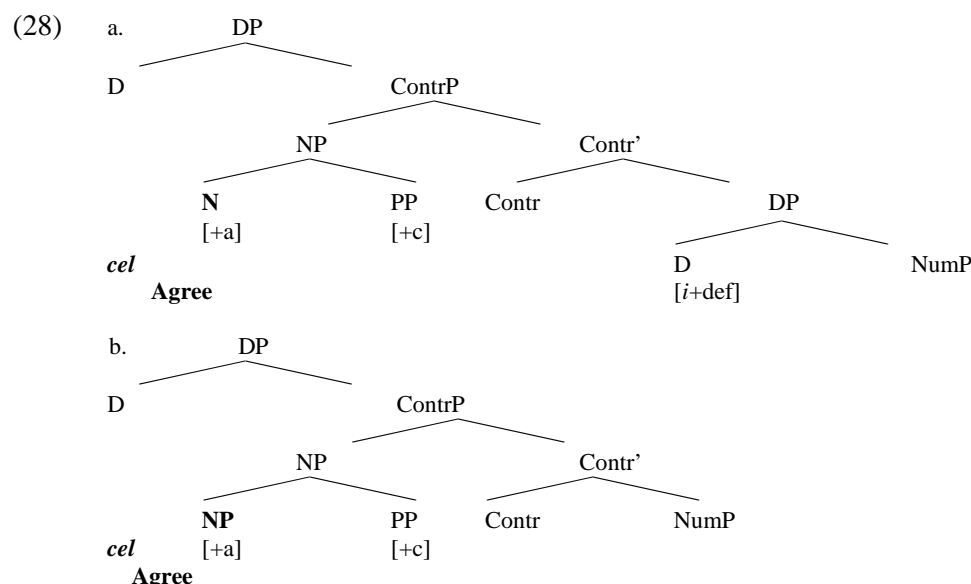 (28) a. DP
D ContrP
NP Contr’
N PP Contr DP
[+a] [+c]
cel D NumP
Agree [i+def]
b. DP
D ContrP
NP Contr’
NP PP Contr NumP
cel [+a] [+c]
Agree